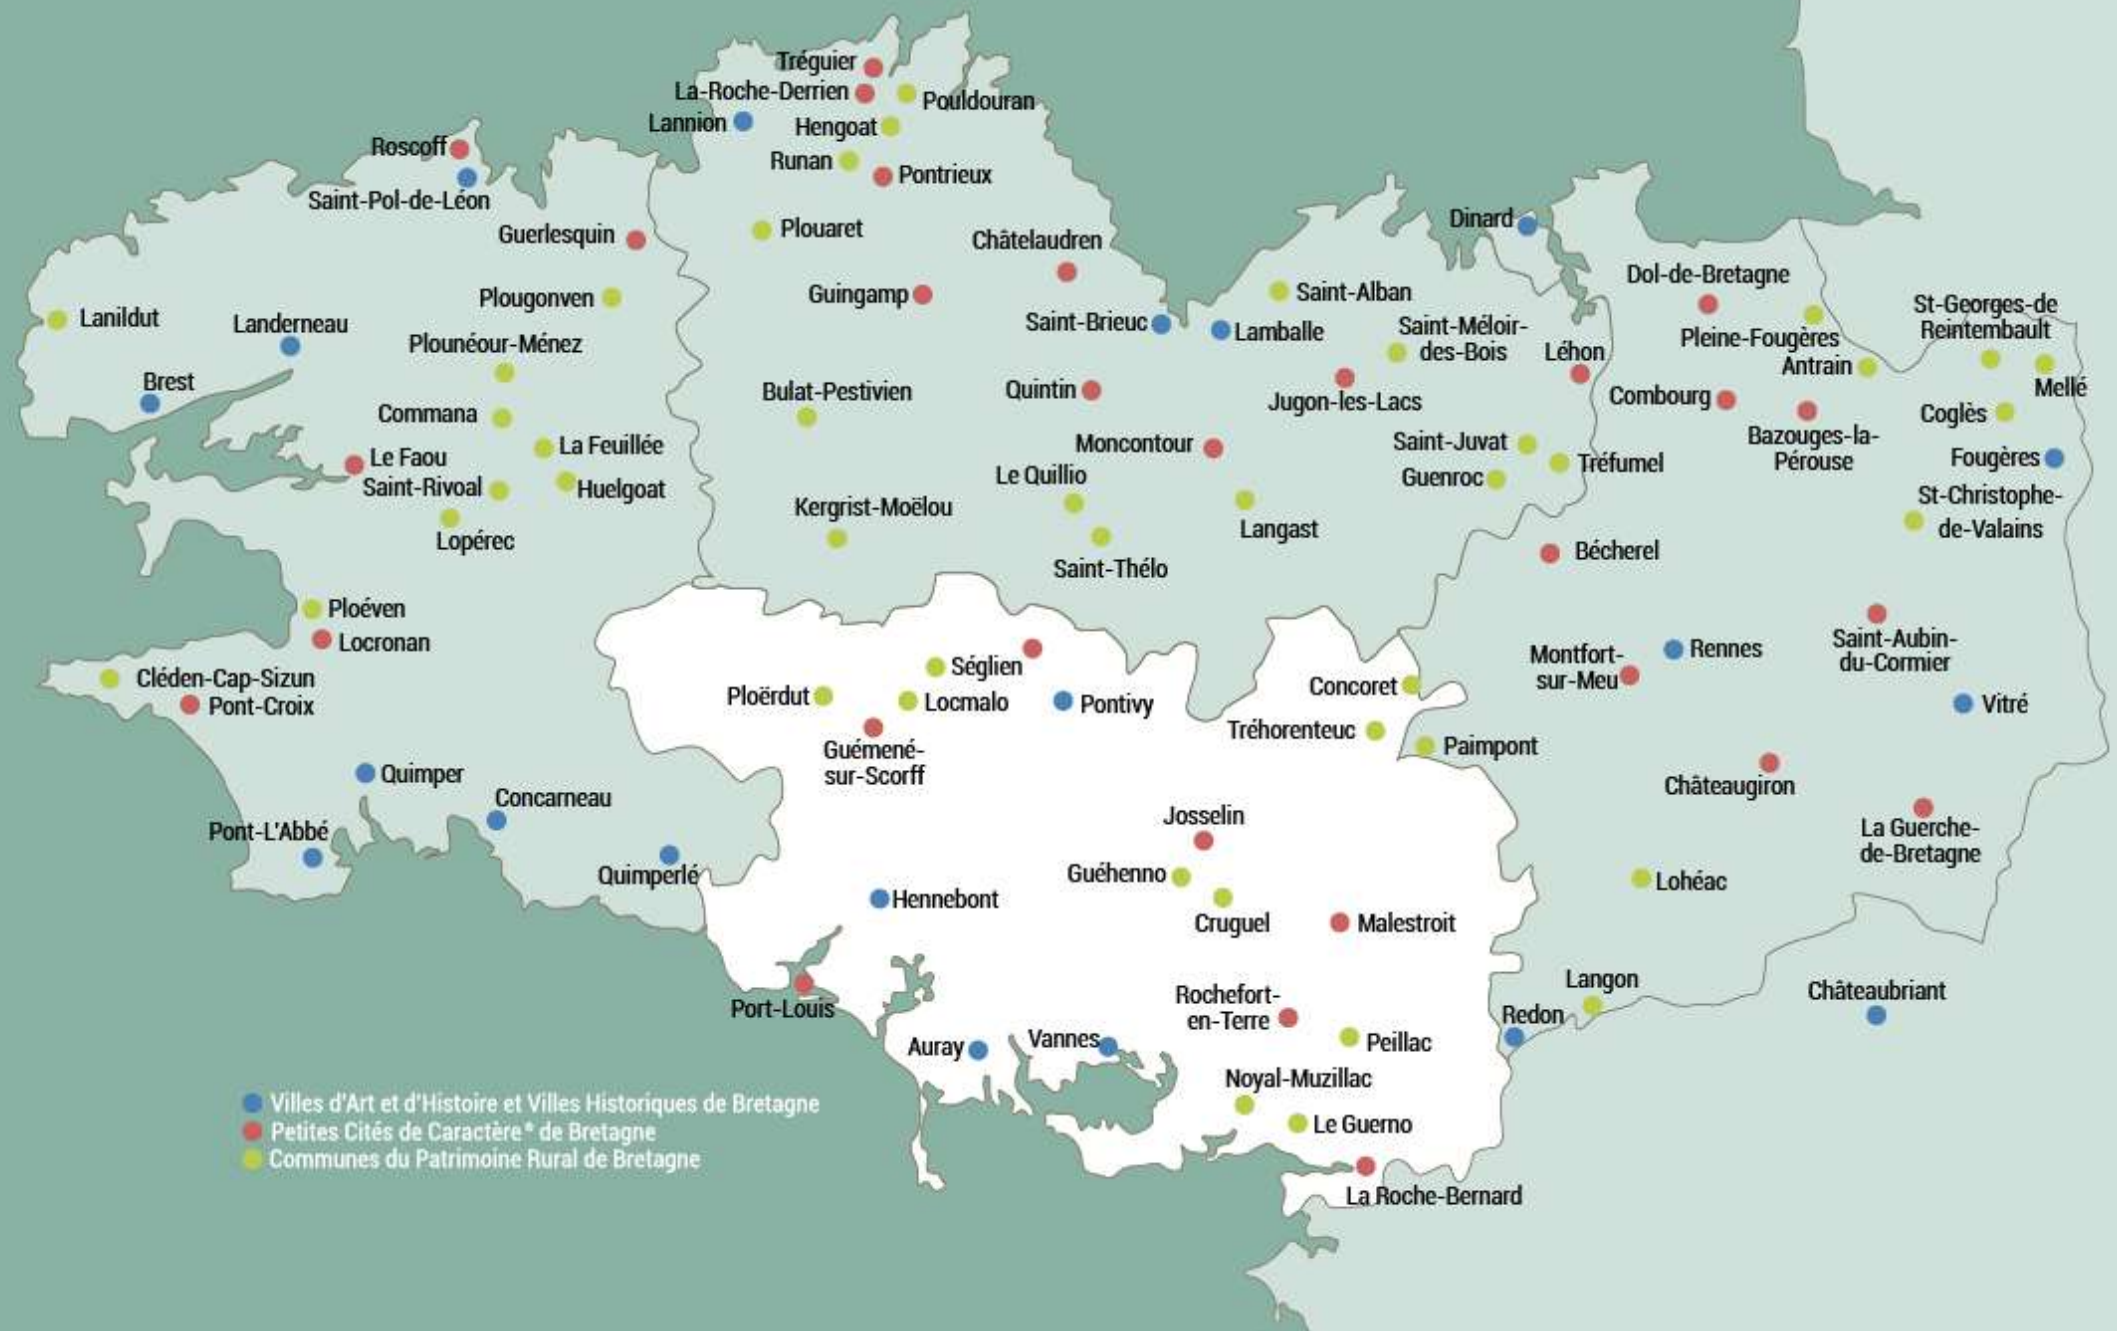 Tréguier
La-Roche-Derrien
Pouldouran
Lannion
Hengoat
Roscoff
Runan
Pontrieux
Saint-Pol-de-Léon
Guerlesquin
Plouaret
Châtelaudren
Dinard
Plougonven
Guingamp
Saint-Alban
Dol-de-Bretagne
St-Georges-de
Reintembault
Lanildut
Landerneau
Saint-Brieuc
Lamballe
Saint-Méloir-
des-Bois
Léhon
Pleine-Fougères
Plounéour-Ménez
Antrain
Mellé
Brest
Bulat-Pestivien
Quintin
Jugon-les-Lacs
Combourg
Coglès
Commana
Bazouges-la-
Pérouse
La Feuillée
Moncontour
Saint-Juvat
Le Faou
Tréfumel
Fougères
Saint-Rivoal
Huelgoat
Le Quillio
Guenroc
St-Christophe-
de-Valains
Kergrist-Moëlou
Langast
Lopérec
Saint-Thélo
Bécherel
Ploéven
Locronan
Saint-Aubin-
du-Cormier
Rennes
Montfort-
sur-Meu
Cléden-Cap-Sizun
Pont-Croix
Séglien
Ploërdut
Locmalo
Pontivy
Concoret
Tréhorenteuc
Paimpont
Vitré
Guémené-
sur-Scorff
Quimper
Châteaugiron
Concarneau
Josselin
Pont-L'Abbé
La Guerche-
de-Bretagne
Quimperlé
Guéhenno
Lohéac
Hennebont
Cruguel
Malestroit
Port-Louis
Rochefort-
en-Terre
Langon
Châteaubriant
Redon
Auray
Vannes
Peillac
Noyal-Muzillac
Le Guerno
La Roche-Bernard
Villes d'Art et d'Histoire et Villes Historiques de Bretagne
Petites Cités de Caractère® de Bretagne
Communes du Patrimoine Rural de Bretagne